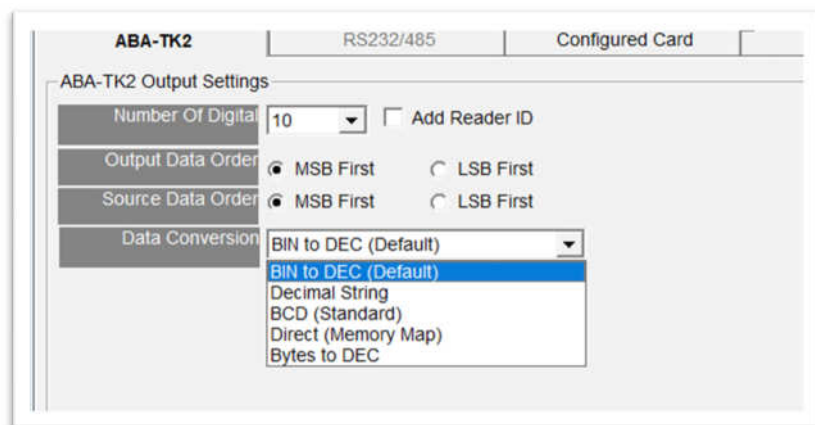 ABA-TK2 RS232/485 Configured Card
ABA-TK2 Output Settings
Number Of Digital 10 Add Reader ID
Output Data Order MSB First LSB First
Source Data Order MSB First LSB First
Data Conversion BIN to DEC (Default)
BIN to DEC (Default)
Decimal String
BCD (Standard)
Direct (Memory Map)
Bytes to DEC